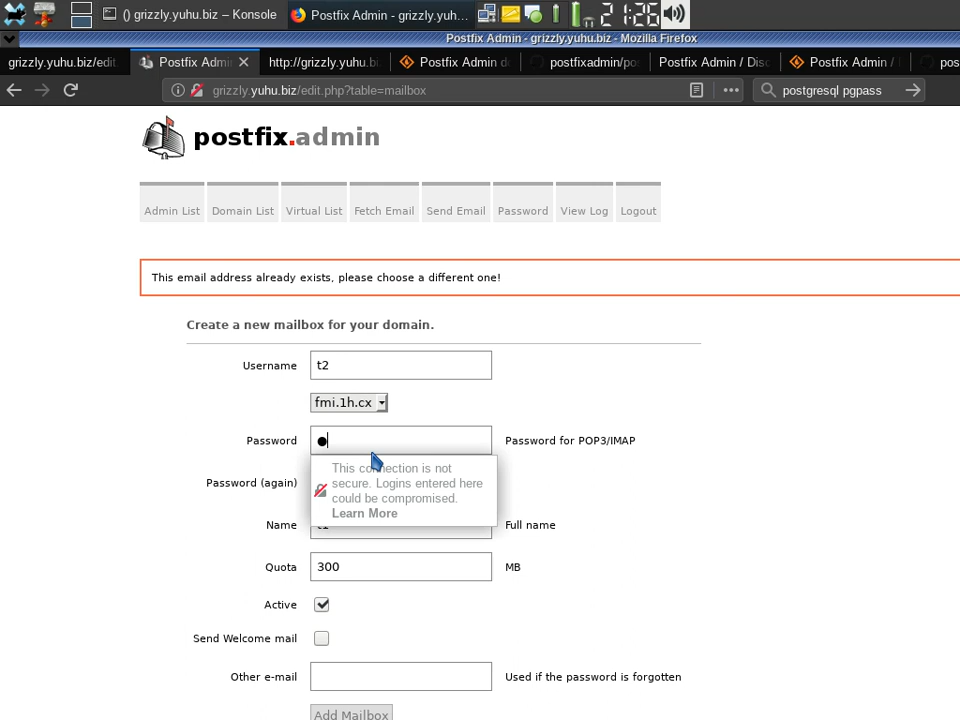 () grizzly.yuhu.biz – Konsole
Postfix Admin - grizzly.yuh...
1:26
Postfix Admin - grizzly.yuhu.biz - Mozilla Firefox
grizzly.yuhu.biz/edit.
Postfix Admin
http://grizzly.yuhu.bi
Postfix Admin d
postfixadmin/po
Postfix Admin / Disc
Postfix Admin /
pos
grizzly.yuhu.biz/edit.php?table=mailbox
postgresql pgpass
postfix.admin
Admin List
Domain List
Virtual List
Fetch Email
Send Email
Password
View Log
Logout
This email address already exists, please choose a different one!
Create a new mailbox for your domain.
Username
t2
fmi.1h.cx
Password
Password for POP3/IMAP
This connection is not
secure. Logins entered here
could be compromised.
Learn More
Password (again)
Name
Full name
Quota
300
MB
Active
Send Welcome mail
Other e-mail
Used if the password is forgotten
Add Mailbox